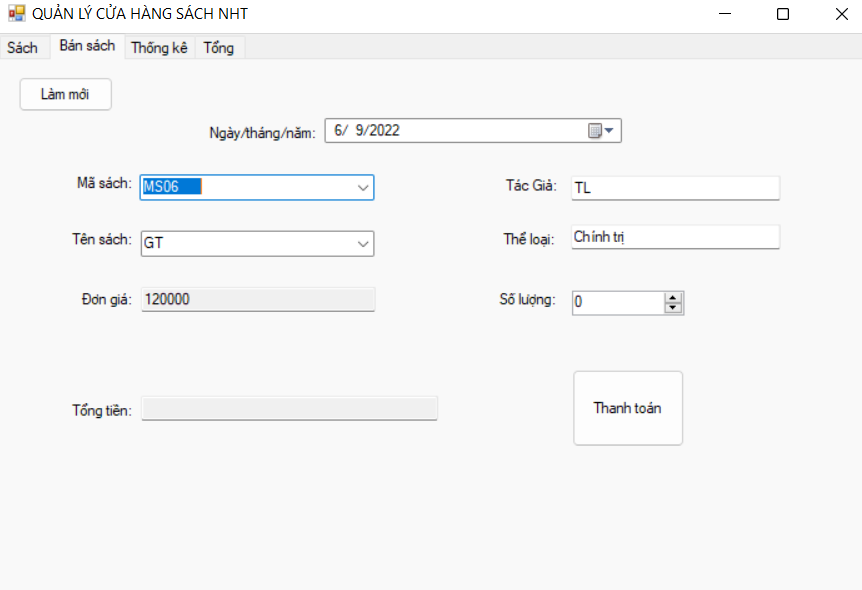 QUẢN LÝ CỬA HÀNG SÁCH NHT
Sách Bán sách Thống kê Tổng
Làm mới
Ngày/tháng/năm: 6/ 9/2022
Mã sách: MS06 Tác Giả: TL
Tên sách: GT Thể loại: Chính trị
Đơn giá: 120000 Số lượng: 0
Tổng tiền: Thanh toán